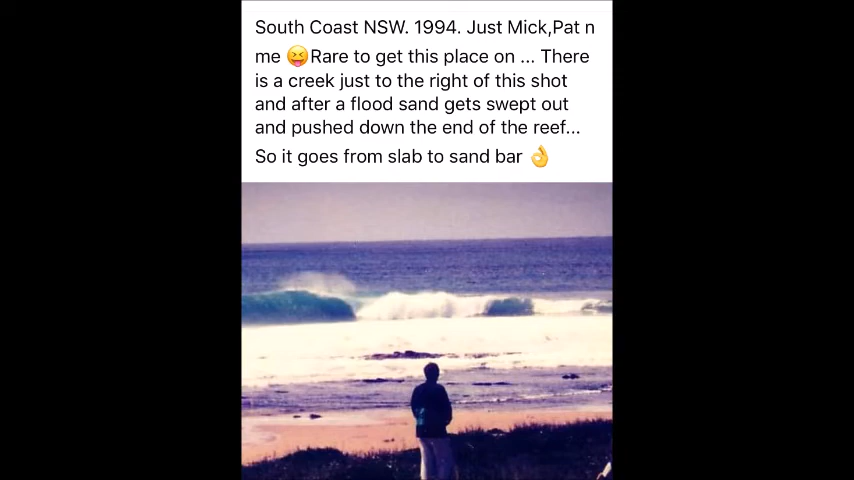 South Coast NSW. 1994. Just Mick,Pat n
me 😝Rare to get this place on ... There
is a creek just to the right of this shot
and after a flood sand gets swept out
and pushed down the end of the reef...
So it goes from slab to sand bar 👌